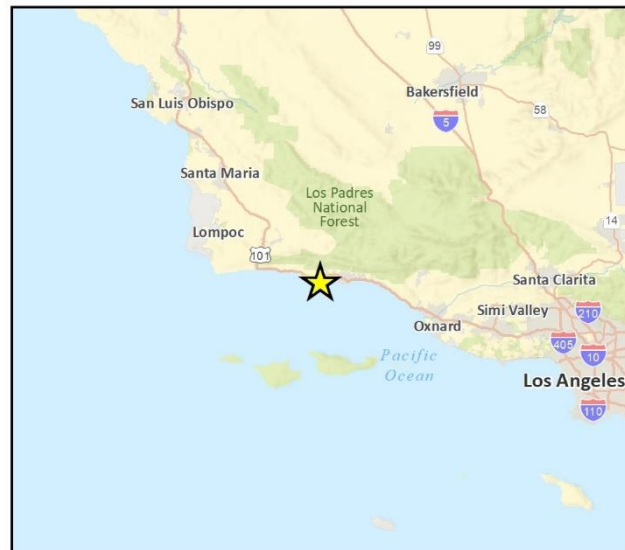 99
Bakersfield
San Luis Obispo
58
5
Santa Maria
Los Padres
National
Forest
14
Lompoc
101
Santa Clarita
Simi Valley
210
Oxnard
405
Pacific
Ocean
10
Los Angeles
110